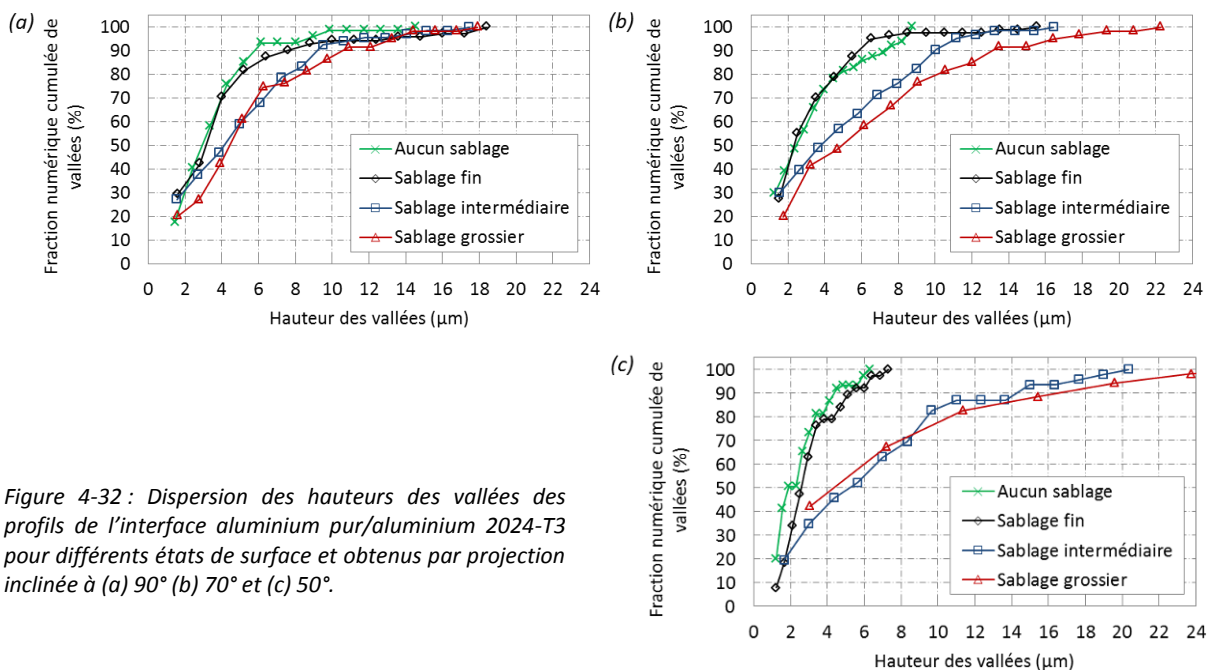 (a)
Fraction numérique cumulée de
vallées (%)
100
90
80
70
60
50
40
30
20
10
0
0 2 4 6 8 10 12 14 16 18 20 22 24
Hauteur des vallées (µm)
Aucun sablage
Sablage fin
Sablage intermédiaire
Sablage grossier
(b)
Fraction numérique cumulée de
vallées (%)
100
90
80
70
60
50
40
30
20
10
0
0 2 4 6 8 10 12 14 16 18 20 22 24
Hauteur des vallées (µm)
Aucun sablage
Sablage fin
Sablage intermédiaire
Sablage grossier
(c)
Fraction numérique cumulée de
vallées (%)
100
90
80
70
60
50
40
30
20
10
0
0 2 4 6 8 10 12 14 16 18 20 22 24
Hauteur des vallées (µm)
Aucun sablage
Sablage fin
Sablage intermédiaire
Sablage grossier
Figure 4-32 : Dispersion des hauteurs des vallées des
profils de l’interface aluminium pur/aluminium 2024-T3
pour différents états de surface et obtenus par projection
inclinée à (a) 90° (b) 70° et (c) 50°.